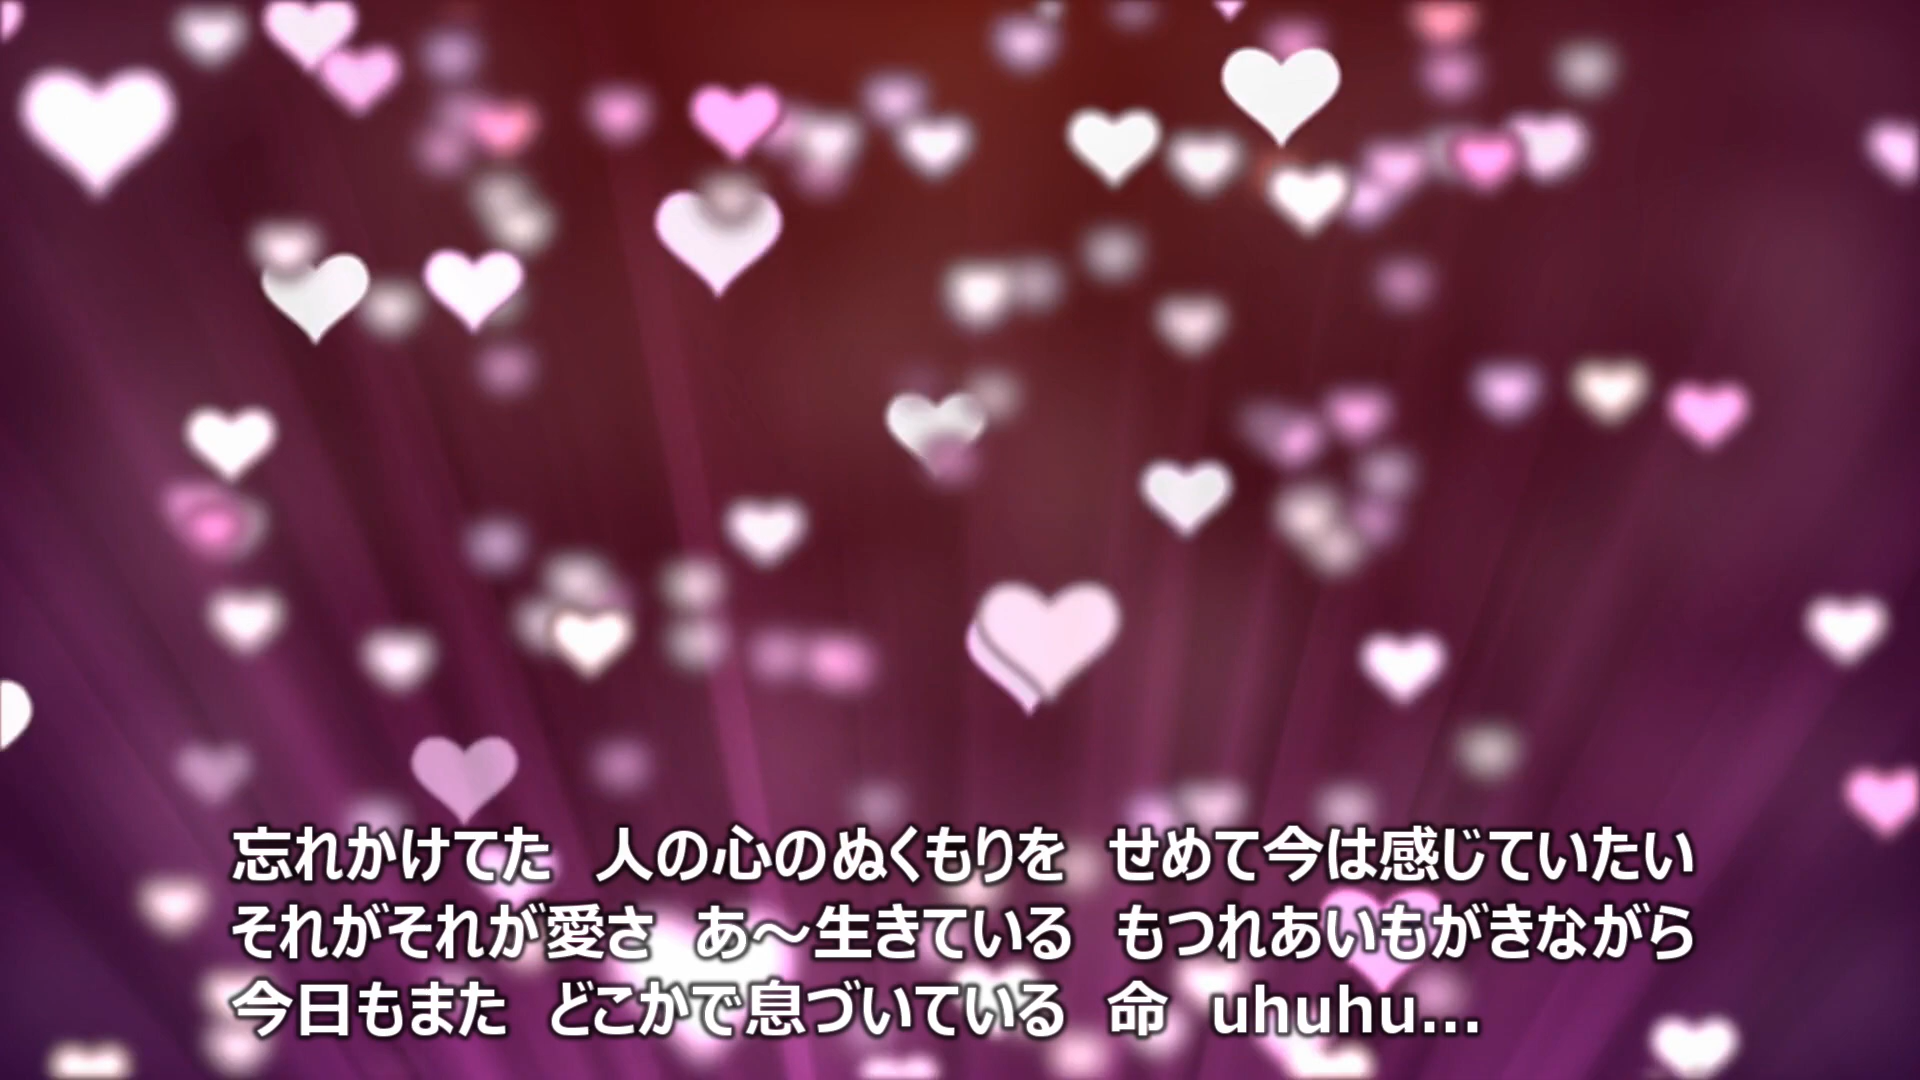 忘れかけてた　人の心のぬくもりを　せめて今は感じていたい
それがそれが愛さ　あ～生きている　もつれあいもがきながら
今日もまた　どこかで息づいている　命　uhuhu…